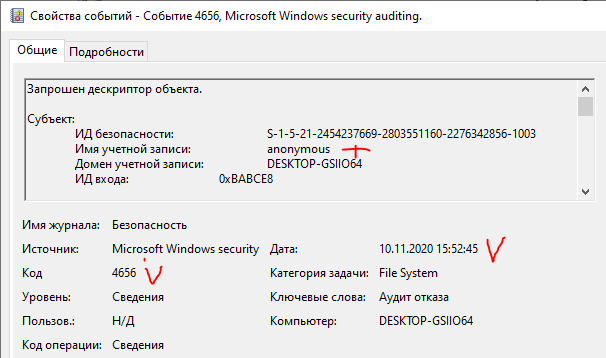 Свойства событий - Событие 4656, Microsoft Windows security auditing.
Общие Подробности
Запрошен дескриптор объекта.
Субъект:
ИД безопасности: S-1-5-21-2454237669-2803551160-2276342856-1003
Имя учетной записи: anonymous
Домен учетной записи: DESKTOP-GSIIO64
ИД входа: 0xBABCE8
Имя журнала: Безопасность
Источник: Microsoft Windows security Дата: 10.11.2020 15:52:45
Код 4656 Категория задачи: File System
Уровень: Сведения Ключевые слова: Аудит отказа
Пользов.: Н/Д Компьютер: DESKTOP-GSIIO64
Код операции: Сведения